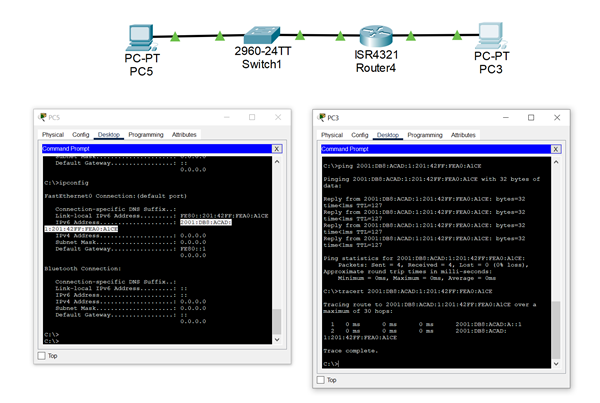 PC-PT
PC5
2960-24TT
Switch1
ISR4321
Router4
PC-PT
PC3
PC5
Physical Config Desktop Programming Attributes
Command Prompt X
Subnet Mask....................: 0.0.0.0
Default Gateway.................: ::
0.0.0.0
C:\>ipconfig
FastEthernet0 Connection:(default port)
Connection-specific DNS Suffix..:
Link-local IPv6 Address.........: FE80::201:42FF:FEA0:A1CE
IPv6 Address....................: 2001:DB8:ACAD:
1:201:42FF:FEA0:A1CE
IPv4 Address....................: 0.0.0.0
Subnet Mask.....................: 0.0.0.0
Default Gateway.................: FE80::1
0.0.0.0
Bluetooth Connection:
Connection-specific DNS Suffix..:
Link-local IPv6 Address.........: ::
IPv6 Address....................: ::
IPv4 Address....................: 0.0.0.0
Subnet Mask.....................: 0.0.0.0
Default Gateway.................: ::
0.0.0.0
C:\>
C:\>
Top
PC3
Physical Config Desktop Programming Attributes
Command Prompt X
C:\>ping 2001:DB8:ACAD:1:201:42FF:FEA0:A1CE
Pinging 2001:DB8:ACAD:1:201:42FF:FEA0:A1CE with 32 bytes of
data:
Reply from 2001:DB8:ACAD:1:201:42FF:FEA0:A1CE: bytes=32
time<1ms TTL=127
Reply from 2001:DB8:ACAD:1:201:42FF:FEA0:A1CE: bytes=32
time<1ms TTL=127
Reply from 2001:DB8:ACAD:1:201:42FF:FEA0:A1CE: bytes=32
time<1ms TTL=127
Reply from 2001:DB8:ACAD:1:201:42FF:FEA0:A1CE: bytes=32
time<1ms TTL=127
Ping statistics for 2001:DB8:ACAD:1:201:42FF:FEA0:A1CE:
Packets: Sent = 4, Received = 4, Lost = 0 (0% loss),
Approximate round trip times in milli-seconds:
Minimum = 0ms, Maximum = 0ms, Average = 0ms
C:\>tracert 2001:DB8:ACAD:1:201:42FF:FEA0:A1CE
Tracing route to 2001:DB8:ACAD:1:201:42FF:FEA0:A1CE over a
maximum of 30 hops:
1 0 ms 0 ms 0 ms 2001:DB8:ACAD:A::1
2 0 ms 0 ms 0 ms 2001:DB8:ACAD:
1:201:42FF:FEA0:A1CE
Trace complete.
C:\>
Top